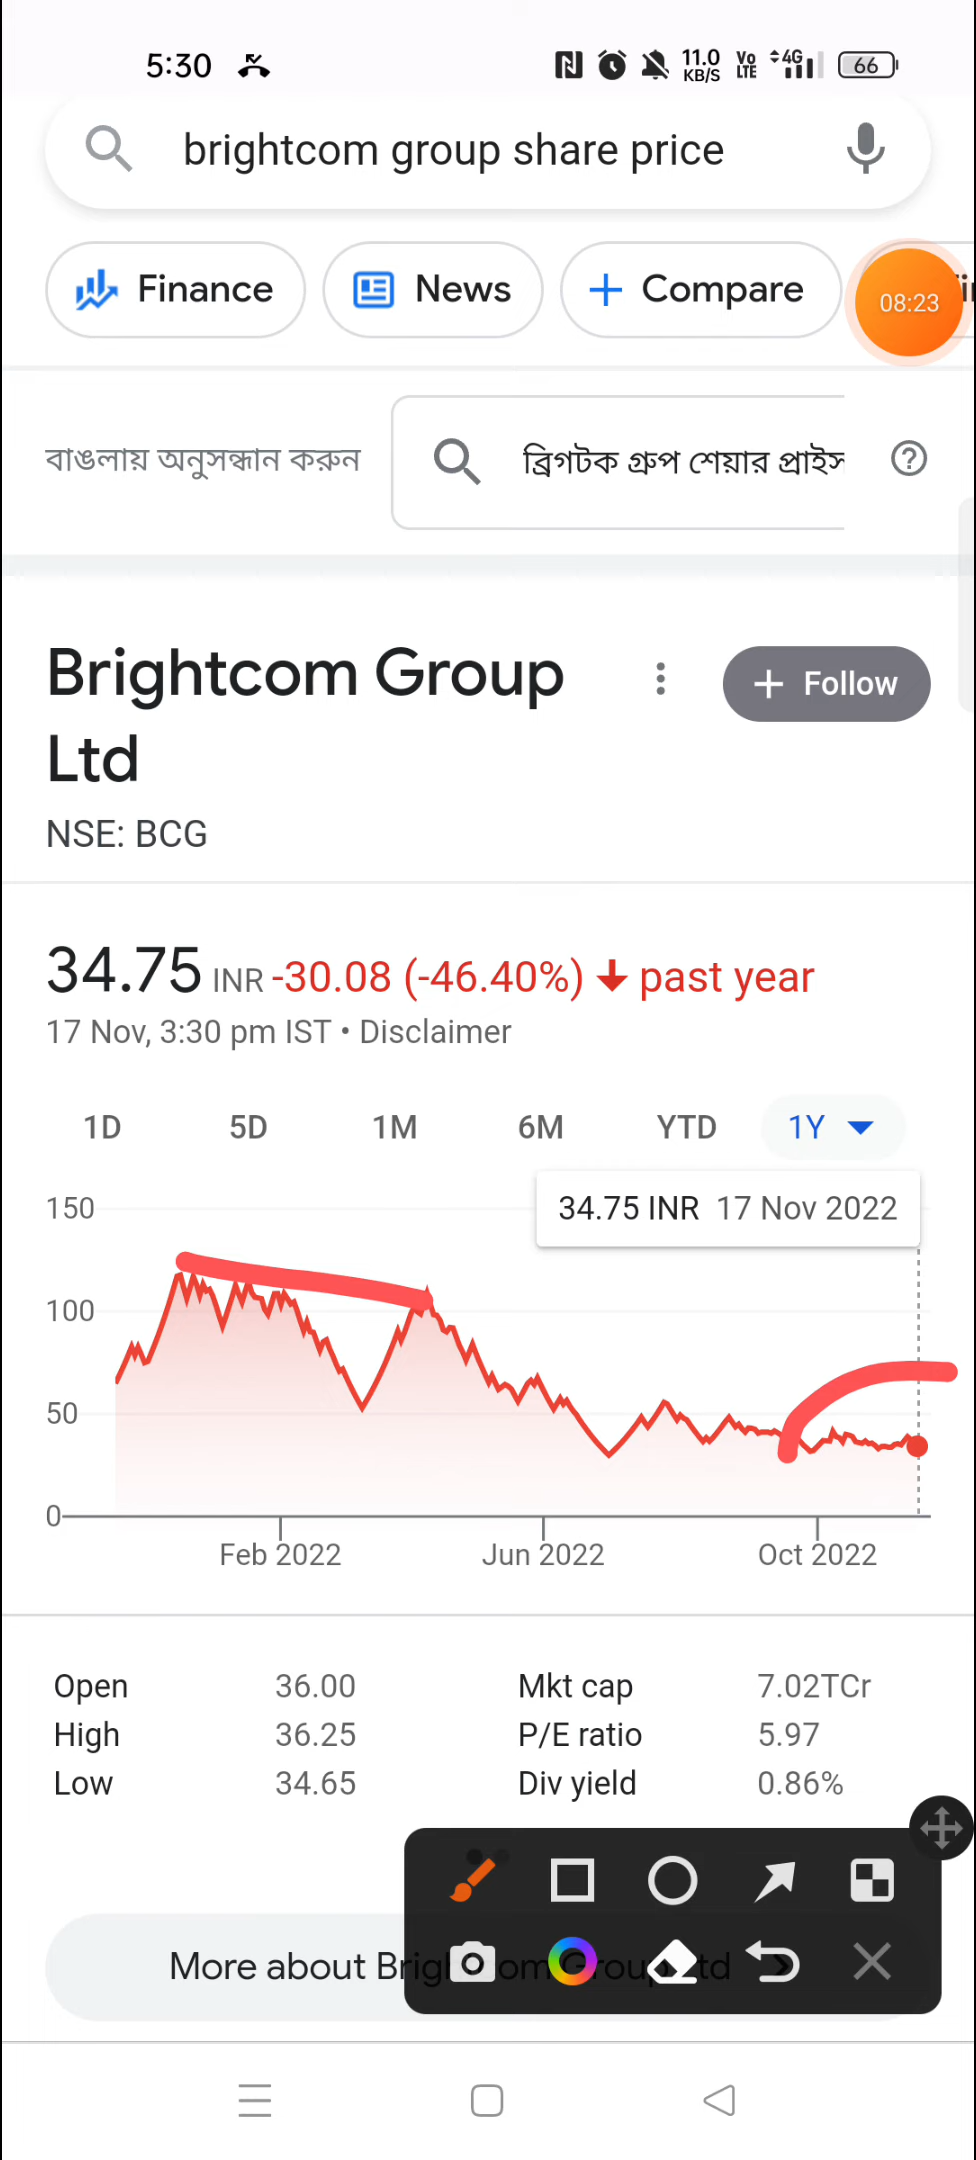 5:30 11.0 KB/S Vo LTE 4G 66
brightcom group share price
Finance News Compare
08:23
বাঙলায় অনুসন্ধান করুন ব্রিগটক গ্রুপ শেয়ার প্রাইস
Brightcom Group
Ltd
+ Follow
NSE: BCG
34.75 INR -30.08 (-46.40%) ↓ past year
17 Nov, 3:30 pm IST • Disclaimer
1D 5D 1M 6M YTD 1Y
34.75 INR 17 Nov 2022
150
100
50
0
Feb 2022 Jun 2022 Oct 2022
Open 36.00 Mkt cap 7.02TCr
High 36.25 P/E ratio 5.97
Low 34.65 Div yield 0.86%
More about